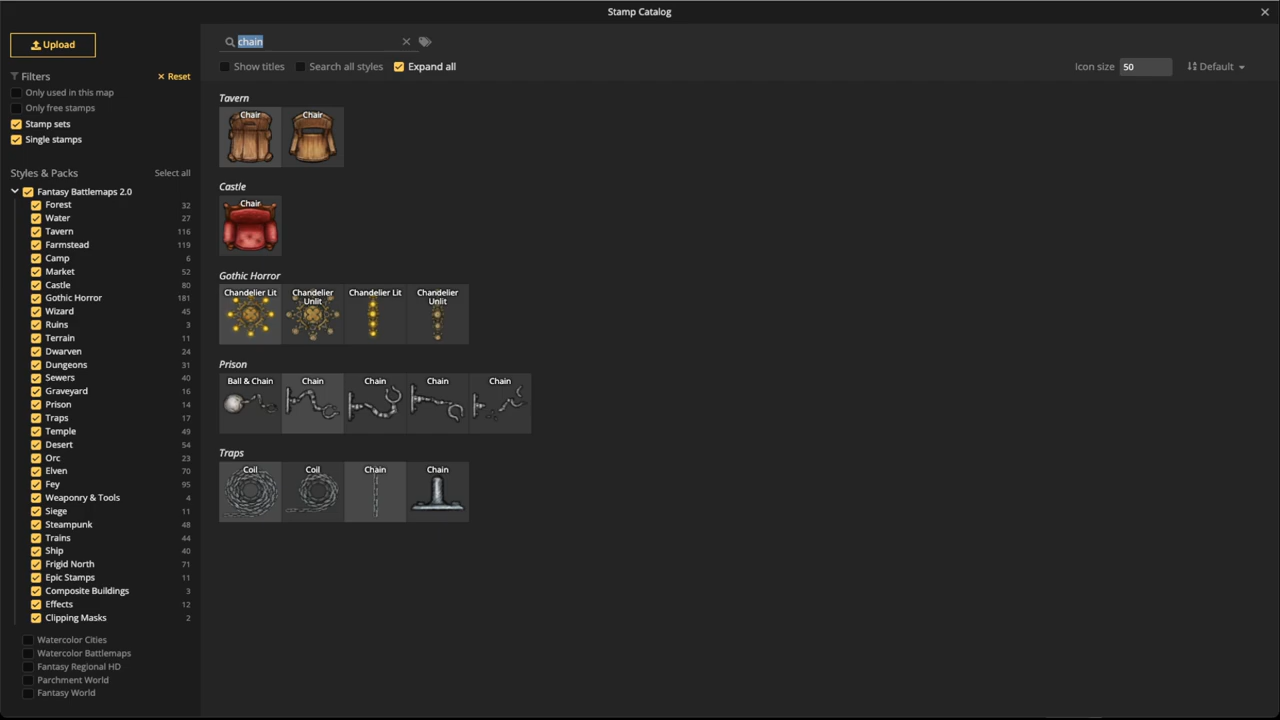 Stamp Catalog
Upload
chain
Show titles
Search all styles
Expand all
Icon size
50
Default
Filters
Reset
Only used in this map
Only free stamps
Stamp sets
Single stamps
Styles & Packs
Select all
Fantasy Battlemaps 2.0
Forest 32
Water 27
Tavern 116
Farmstead 119
Camp 6
Market 52
Castle 80
Gothic Horror 181
Wizard 45
Ruins 3
Terrain 11
Dwarven 24
Dungeons 31
Sewers 40
Graveyard 16
Prison 14
Traps 17
Temple 49
Desert 54
Orc 23
Elven 70
Fey 95
Weaponry & Tools 4
Siege 11
Steampunk 48
Trains 44
Ship 40
Frigid North 71
Epic Stamps 11
Composite Buildings 3
Effects 12
Clipping Masks 2
Watercolor Cities
Watercolor Battlemaps
Fantasy Regional HD
Parchment World
Fantasy World
Tavern
Chair
Chair
Castle
Chair
Gothic Horror
Chandelier Lit
Chandelier
Unlit
Chandelier Lit
Chandelier
Unlit
Prison
Ball & Chain
Chain
Chain
Chain
Chain
Traps
Coil
Coil
Chain
Chain